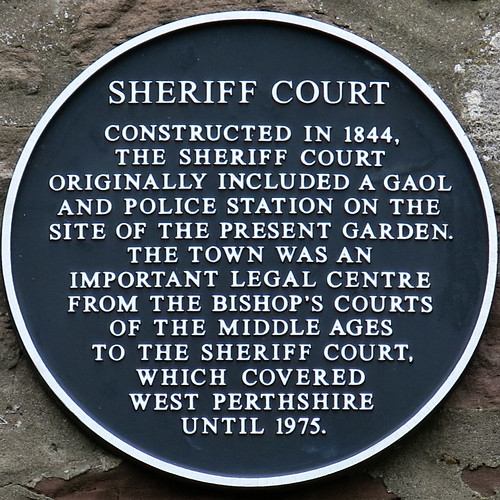 SHERIFF COURT
CONSTRUCTED IN 1844,
THE SHERIFF COURT
ORIGINALLY INCLUDED A GAOL
AND POLICE STATION ON THE
SITE OF THE PRESENT GARDEN.
THE TOWN WAS AN
IMPORTANT LEGAL CENTRE
FROM THE BISHOP'S COURTS
OF THE MIDDLE AGES
TO THE SHERIFF COURT,
WHICH COVERED
WEST PERTHSHIRE
UNTIL 1975.